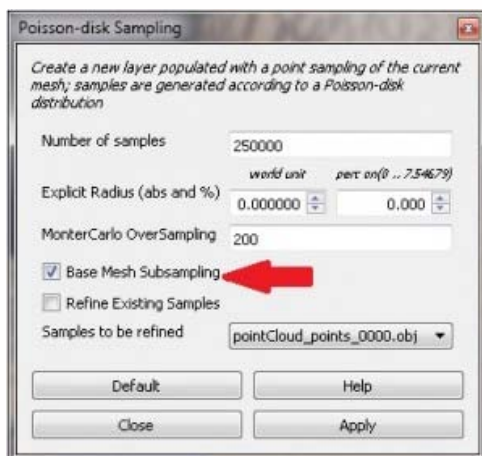 Poisson-disk Sampling
Create a new layer populated with a point sampling of the current
mesh; samples are generated according to a Poisson-disk
distribution
Number of samples 250000
world unit perc on(0 .. 7.54679)
Explicit Radius (abs and %) 0.000000 0.000
MonterCarlo OverSampling 200
Base Mesh Subsampling
Refine Existing Samples
Samples to be refined pointCloud_points_0000.obj
Default Help
Close Apply